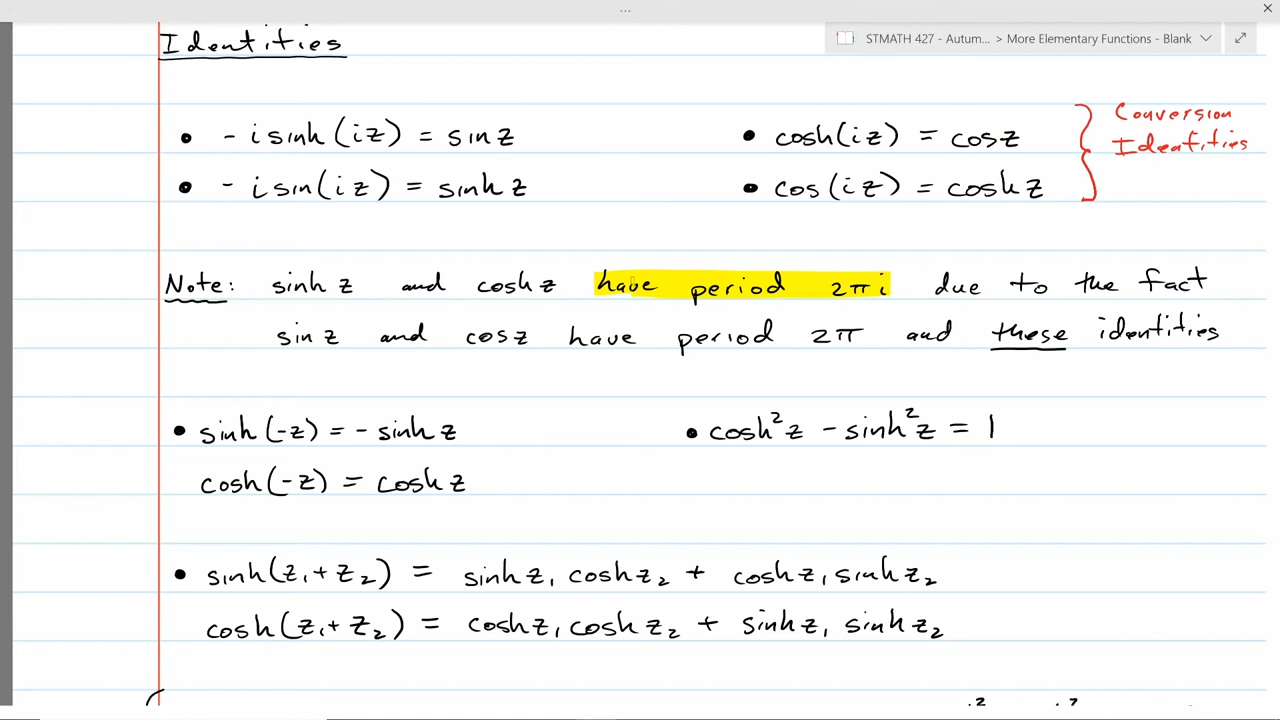 ...
STMATH 427 - Autum... > More Elementary Functions - Blank
Identities
• -i sinh(iz) = sin z • cosh(iz) = cos z
• -i sin(iz) = sinh z • cos(iz) = cosh z
Conversion
Identities
Note: sinh z and cosh z have period 2πi due to the fact
sin z and cos z have period 2π and these identities
• sinh(-z) = - sinh z • cosh²z - sinh²z = 1
cosh(-z) = cosh z
• sinh(z₁+z₂) = sinh z₁ cosh z₂ + cosh z₁ sinh z₂
cosh(z₁+z₂) = cosh z₁ cosh z₂ + sinh z₁ sinh z₂